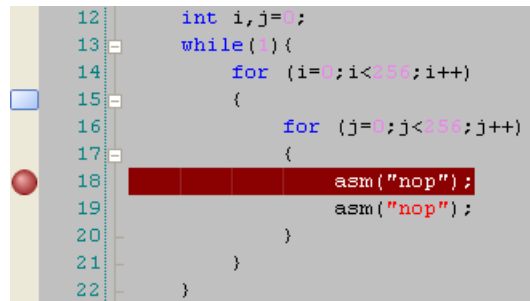 12 int i,j=0;
13 while(1){
14 for (i=0;i<256;i++)
15 {
16 for (j=0;j<256;j++)
17 {
18 asm("nop");
19 asm("nop");
20 }
21 }
22 }